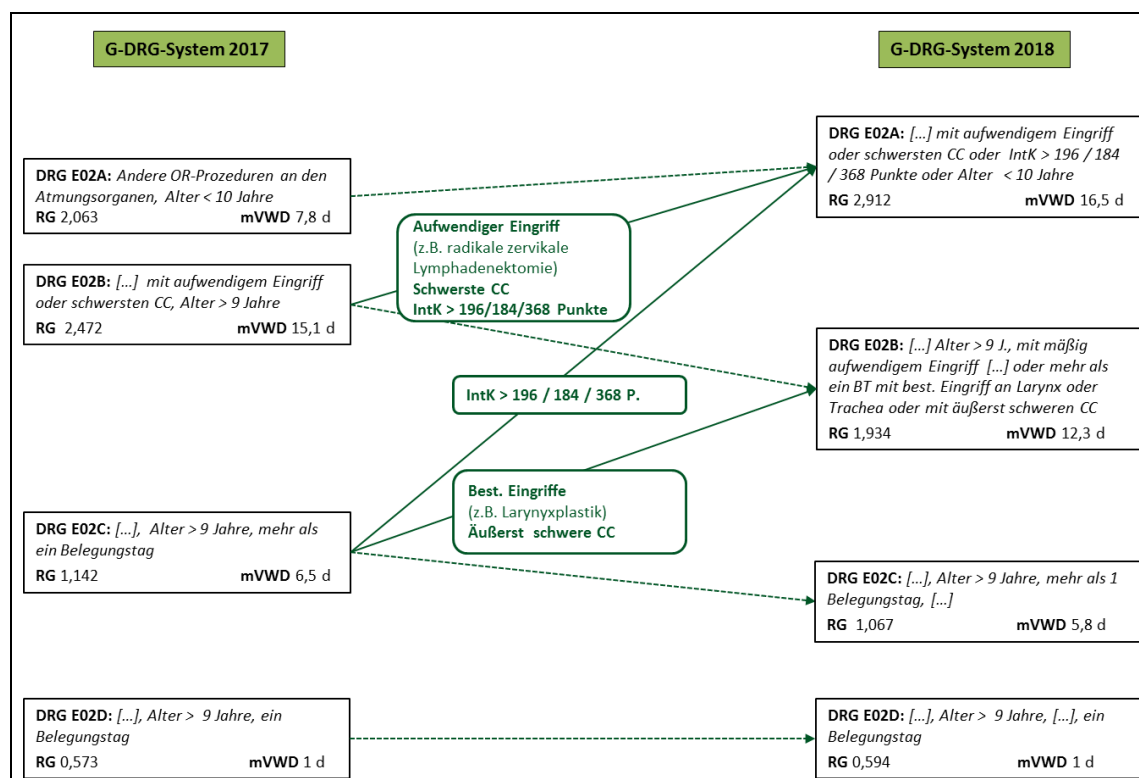 G-DRG-System 2017
G-DRG-System 2018
DRG E02A: Andere OR-Prozeduren an den
Atmungsorganen, Alter < 10 Jahre
RG 2,063 mVWD 7,8 d
DRG E02B: […] mit aufwendigem Eingriff
oder schwersten CC, Alter > 9 Jahre
RG 2,472 mVWD 15,1 d
DRG E02C: […], Alter > 9 Jahre, mehr als
ein Belegungstag
RG 1,142 mVWD 6,5 d
DRG E02D: […], Alter > 9 Jahre, ein
Belegungstag
RG 0,573 mVWD 1 d
Aufwendiger Eingriff
(z.B. radikale zervikale
Lymphadenektomie)
Schwerste CC
IntK > 196/184/368 Punkte
IntK > 196 / 184 / 368 P.
Best. Eingriffe
(z.B. Larynyxplastik)
Äußerst schwere CC
DRG E02A: […] mit aufwendigem Eingriff
oder schwersten CC oder IntK > 196 / 184
/ 368 Punkte oder Alter < 10 Jahre
RG 2,912 mVWD 16,5 d
DRG E02B: […] Alter > 9 J., mit mäßig
aufwendigem Eingriff […] oder mehr als
ein BT mit best. Eingriff an Larynx oder
Trachea oder mit äußerst schweren CC
RG 1,934 mVWD 12,3 d
DRG E02C: […], Alter > 9 Jahre, mehr als 1
Belegungstag, […]
RG 1,067 mVWD 5,8 d
DRG E02D: […], Alter > 9 Jahre, […], ein
Belegungstag
RG 0,594 mVWD 1 d